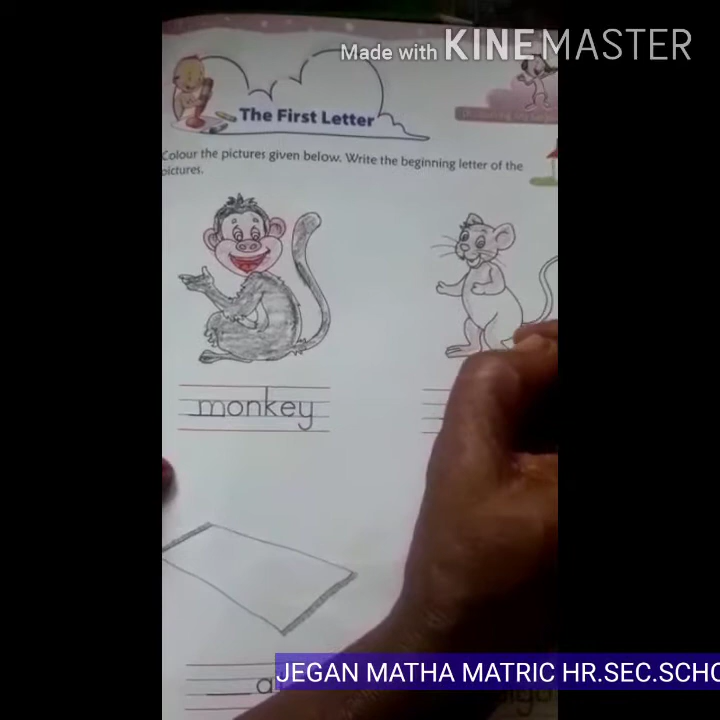 Made with KINEMASTER
The First Letter
Colour the pictures given below. Write the beginning letter of the
pictures.
monkey
JEGAN MATHA MATRIC HR.SEC.SCHO